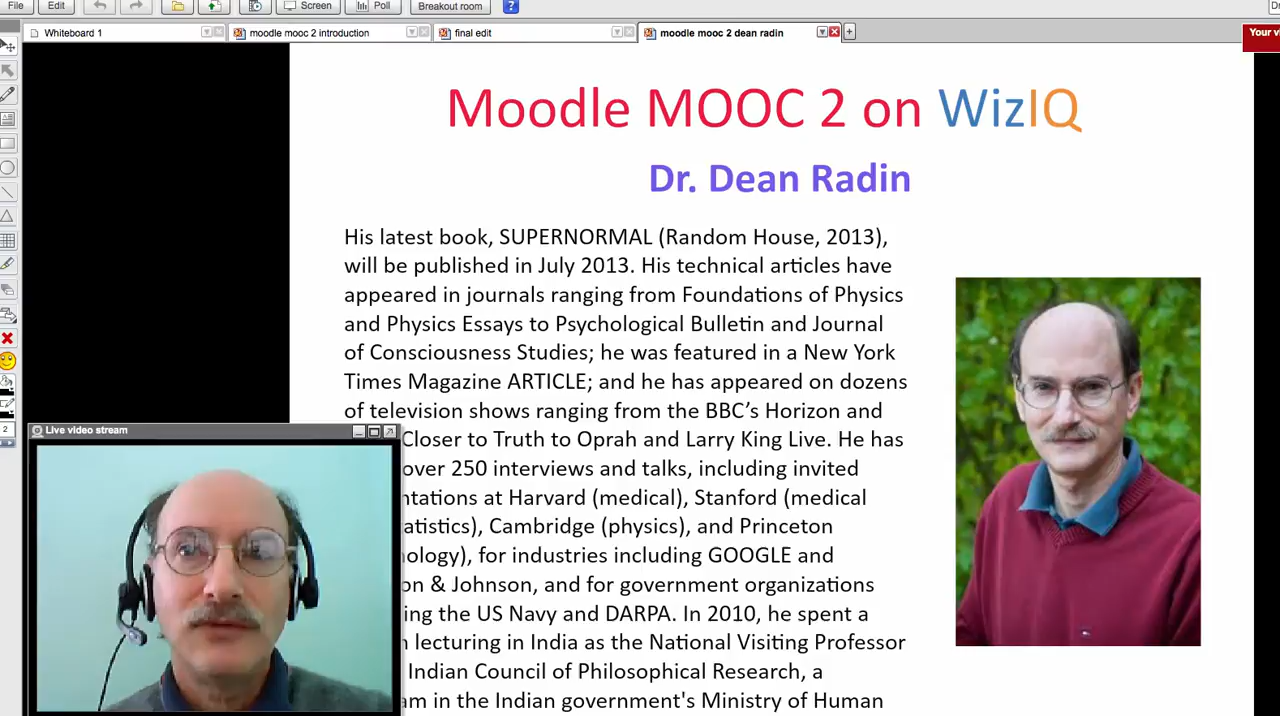 File Edit Screen Poll Breakout room ?
Whiteboard 1 moodle mooc 2 introduction final edit moodle mooc 2 dean radin +
Your
Moodle MOOC 2 on WizIQ
Dr. Dean Radin
His latest book, SUPERNORMAL (Random House, 2013),
will be published in July 2013. His technical articles have
appeared in journals ranging from Foundations of Physics
and Physics Essays to Psychological Bulletin and Journal
of Consciousness Studies; he was featured in a New York
Times Magazine ARTICLE; and he has appeared on dozens
of television shows ranging from the BBC's Horizon and
Closer to Truth to Oprah and Larry King Live. He has
over 250 interviews and talks, including invited
ntations at Harvard (medical), Stanford (medical
atistics), Cambridge (physics), and Princeton
nology), for industries including GOOGLE and
on & Johnson, and for government organizations
ing the US Navy and DARPA. In 2010, he spent a
lecturing in India as the National Visiting Professor
Indian Council of Philosophical Research, a
am in the Indian government's Ministry of Human
2
Live video stream